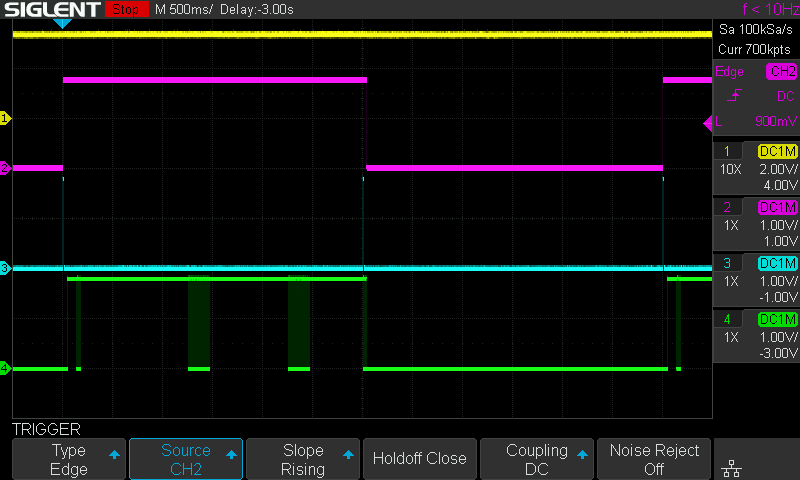 SIGLENT Stop M 500ms/ Delay:-3.00s f < 10Hz
Sa 100kSa/s
Curr 700kpts
Edge CH2
DC
L 900mV
1 DC1M
10X 2.00V/
4.00V
2 DC1M
1X 1.00V/
1.00V
3 DC1M
1X 1.00V/
-1.00V
4 DC1M
1X 1.00V/
-3.00V
1
2
3
4
TRIGGER
Type
Edge
Source
CH2
Slope
Rising
Holdoff Close
Coupling
DC
Noise Reject
Off